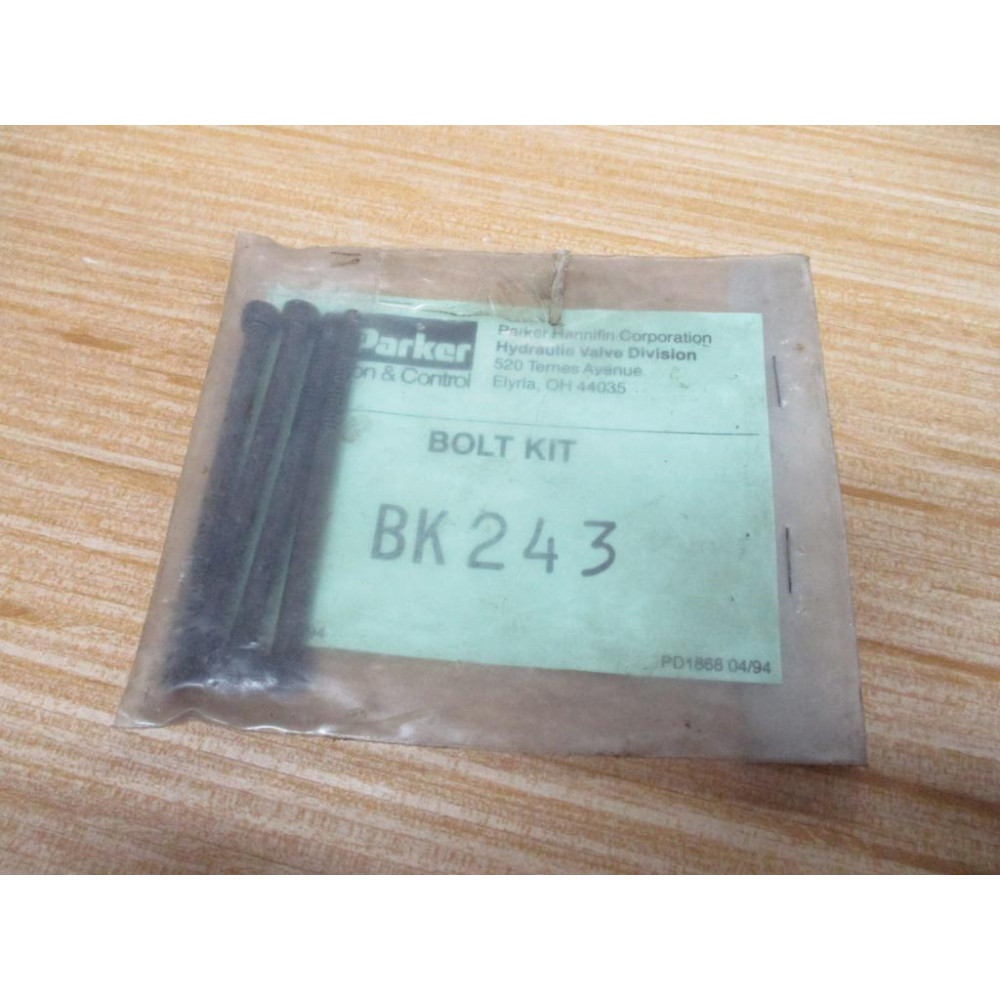 Parker
on & Control
Parker Hannifin Corporation
Hydraulic Valve Division
520 Ternes Avenue
Elyria, OH 44035
BOLT KIT
BK243
94
PD1868 04/94